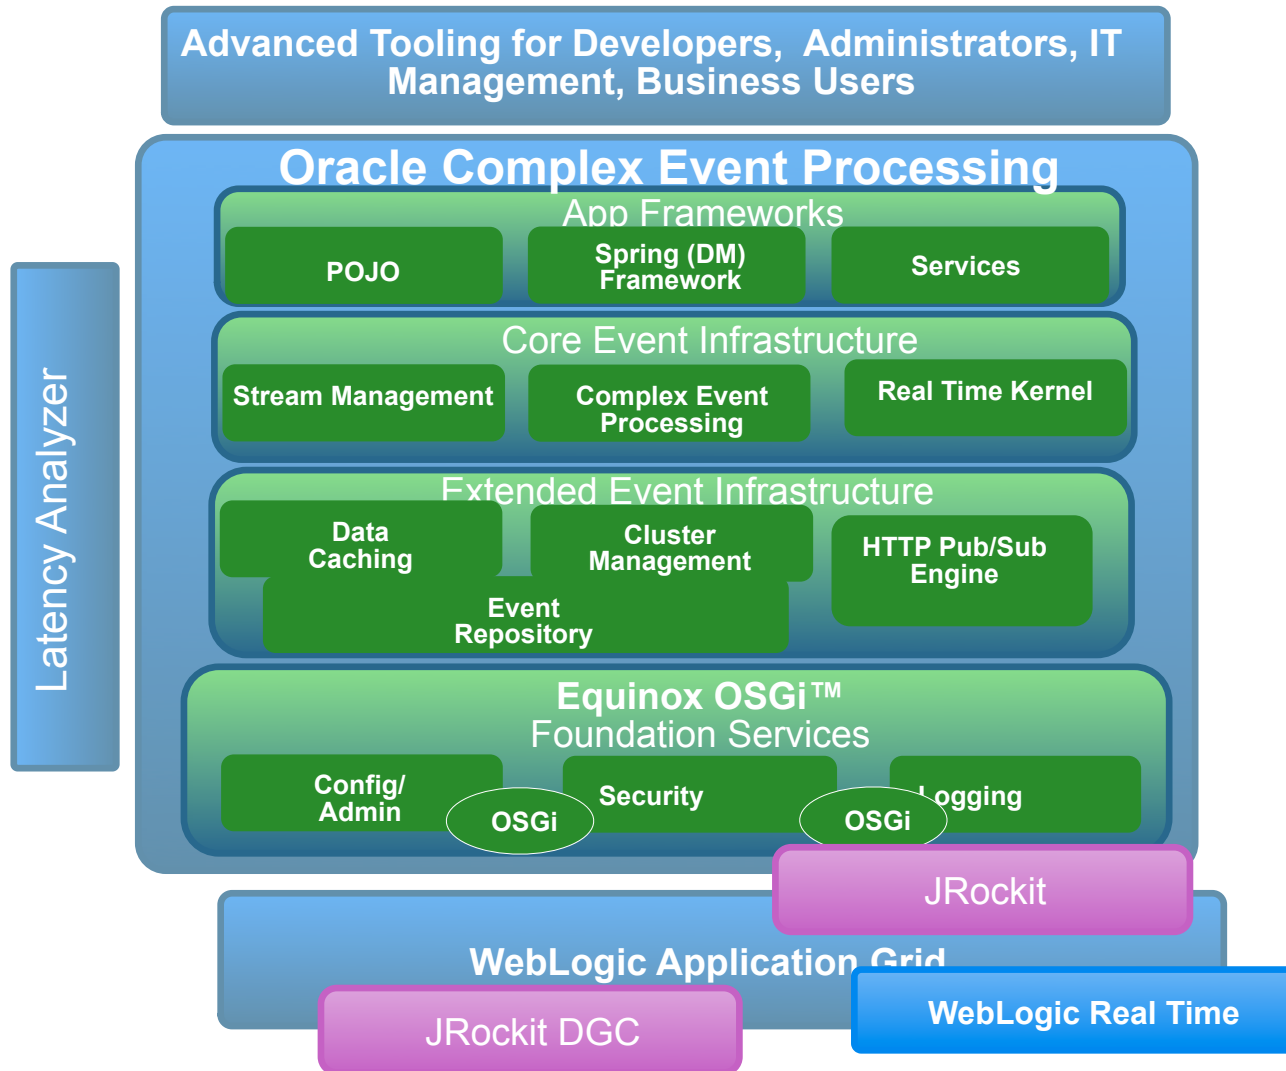 Advanced Tooling for Developers, Administrators, IT
Management, Business Users
Oracle Complex Event Processing
App Frameworks
POJO
Spring (DM)
Framework
Services
Core Event Infrastructure
Stream Management
Complex Event
Processing
Real Time Kernel
Latency Analyzer
Extended Event Infrastructure
Data
Caching
Cluster
Management
HTTP Pub/Sub
Engine
Event
Repository
Equinox OSGi™
Foundation Services
Config/
Admin
OSGi
Security
OSGi
Logging
JRockit
WebLogic Application Grid
WebLogic Real Time
JRockit DGC